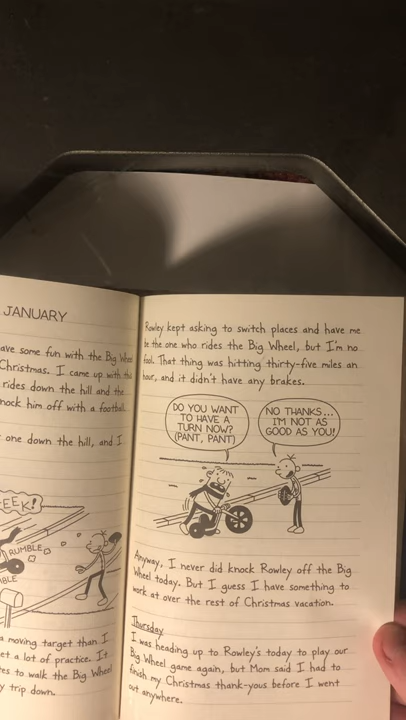 JANUARY
ave some fun with the Big Whee
Christmas. I came up with
rides down the hill and the
nock him off with a football.
one down the hill, and I
EEK!
RUMBLE
BLE
a moving target than I
et a lot of practice. It
es to walk the Big Wheel
y trip down.
Rowley kept asking to switch places and have me
be the one who rides the Big Wheel, but I'm no
fool. That thing was hitting thirty-five miles an
hour, and it didn't have any brakes.
DO YOU WANT
TO HAVE A
TURN NOW?
(PANT, PANT)
NO THANKS...
I'M NOT AS
GOOD AS YOU!
Anyway, I never did knock Rowley off the Big
Wheel today. But I guess I have something to
work at over the rest of Christmas vacation.
Thursday
I was heading up to Rowley's today to play our
Big Wheel game again, but Mom said I had to
finish my Christmas thank-yous before I went
out anywhere.